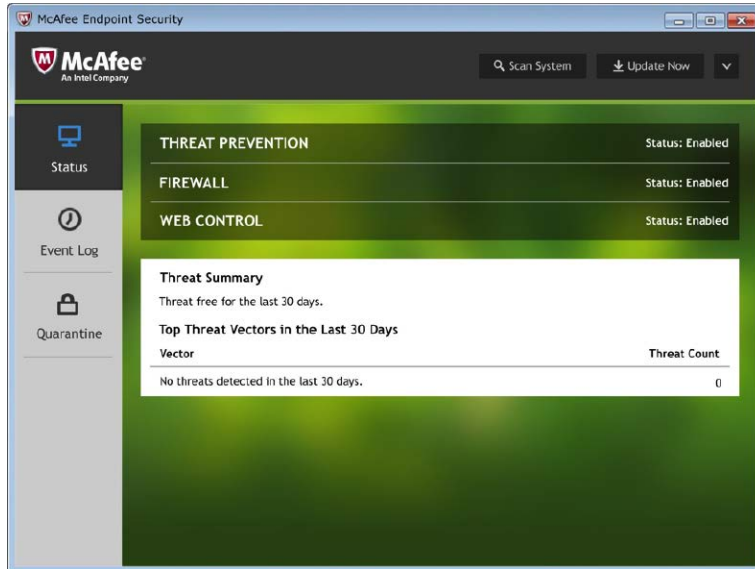 McAfee Endpoint Security
McAfee
An Intel Company
Scan System
Update Now
Status
Event Log
Quarantine
THREAT PREVENTION Status: Enabled
FIREWALL Status: Enabled
WEB CONTROL Status: Enabled
Threat Summary
Threat free for the last 30 days.
Top Threat Vectors in the Last 30 Days
Vector Threat Count
No threats detected in the last 30 days. 0